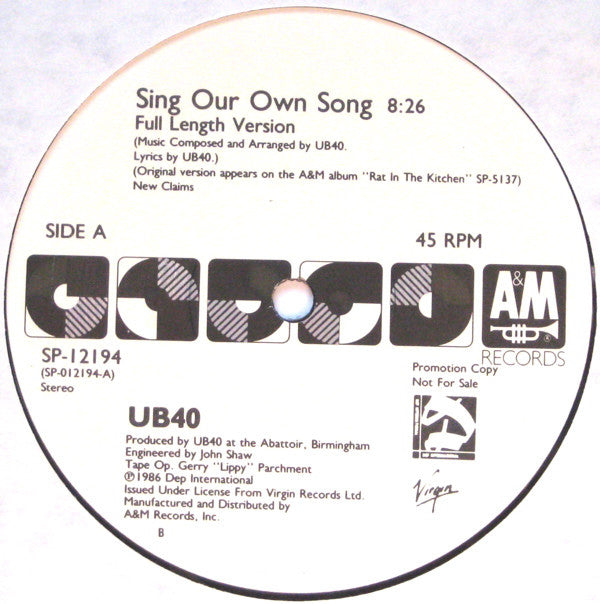 Sing Our Own Song 8:26
Full Length Version
(Music Composed and Arranged by UB40.
Lyrics by UB40.)
(Original version appears on the A&M album "Rat In The Kitchen" SP-5137)
New Claims
SIDE A
45 RPM
A&M
RECORDS
SP-12194
(SP-012194-A)
Stereo
Promotion Copy
Not For Sale
UB40
Produced by UB40 at the Abattoir, Birmingham
Engineered by John Shaw
Tape Op. Gerry "Lippy" Parchment
℗1986 Dep International
Issued Under License From Virgin Records Ltd.
Manufactured and Distributed by
A&M Records, Inc.
Virgin
B